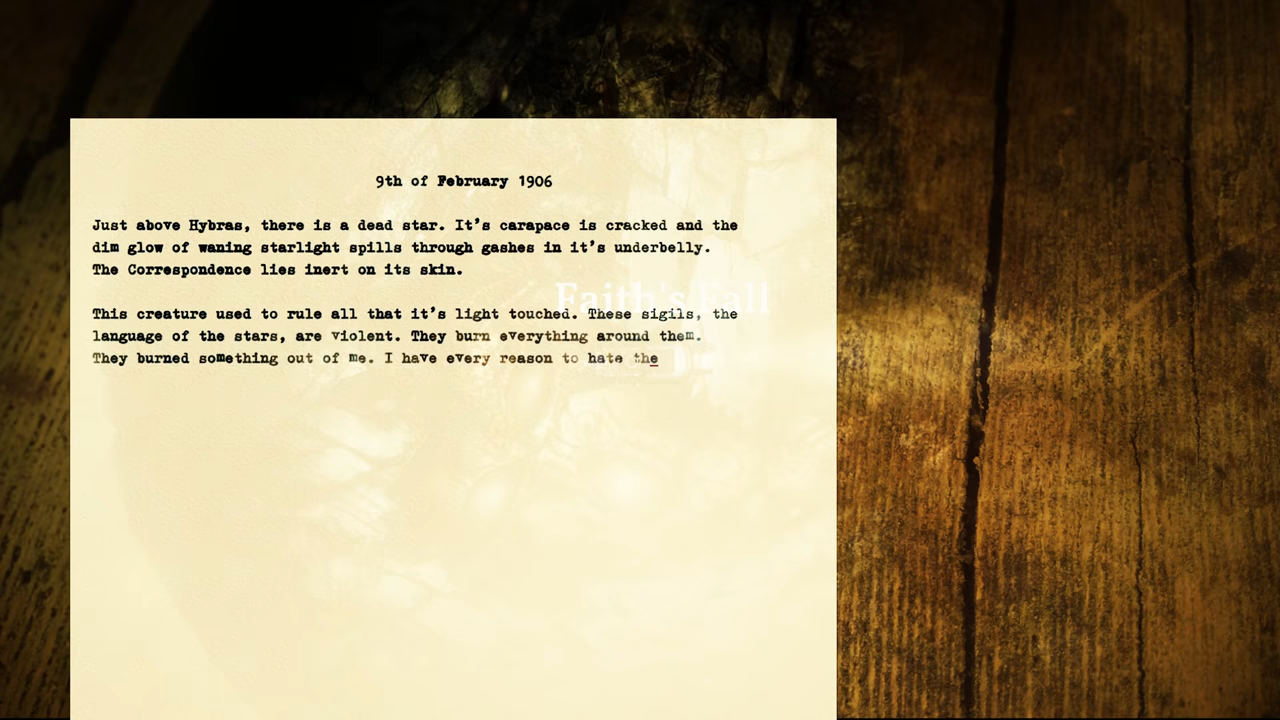 9th of February 1906
Just above Hybras, there is a dead star. It's carapace is cracked and the
dim glow of waning starlight spills through gashes in it's underbelly.
The Correspondence lies inert on its skin.
Faith's Fall
This creature used to rule all that it's light touched. These sigils, the
language of the stars, are violent. They burn everything around them.
They burned something out of me. I have every reason to hate the